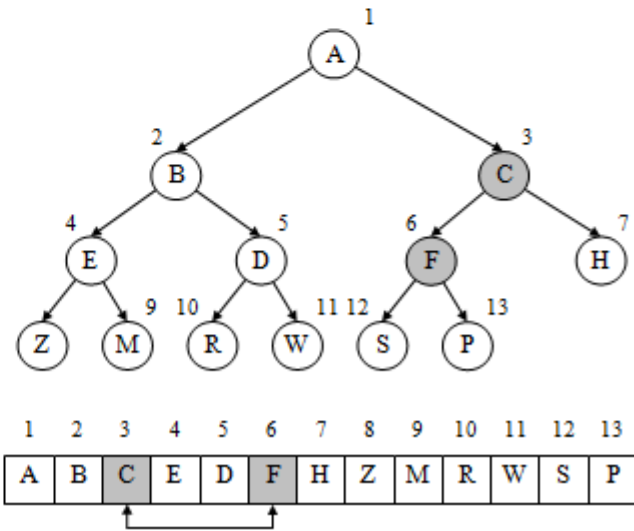 1
A
2 3
B C
4 5 6 7
E D F H
9 10 11 12 13
Z M R W S P
1 2 3 4 5 6 7 8 9 10 11 12 13
A B C E D F H Z M R W S P